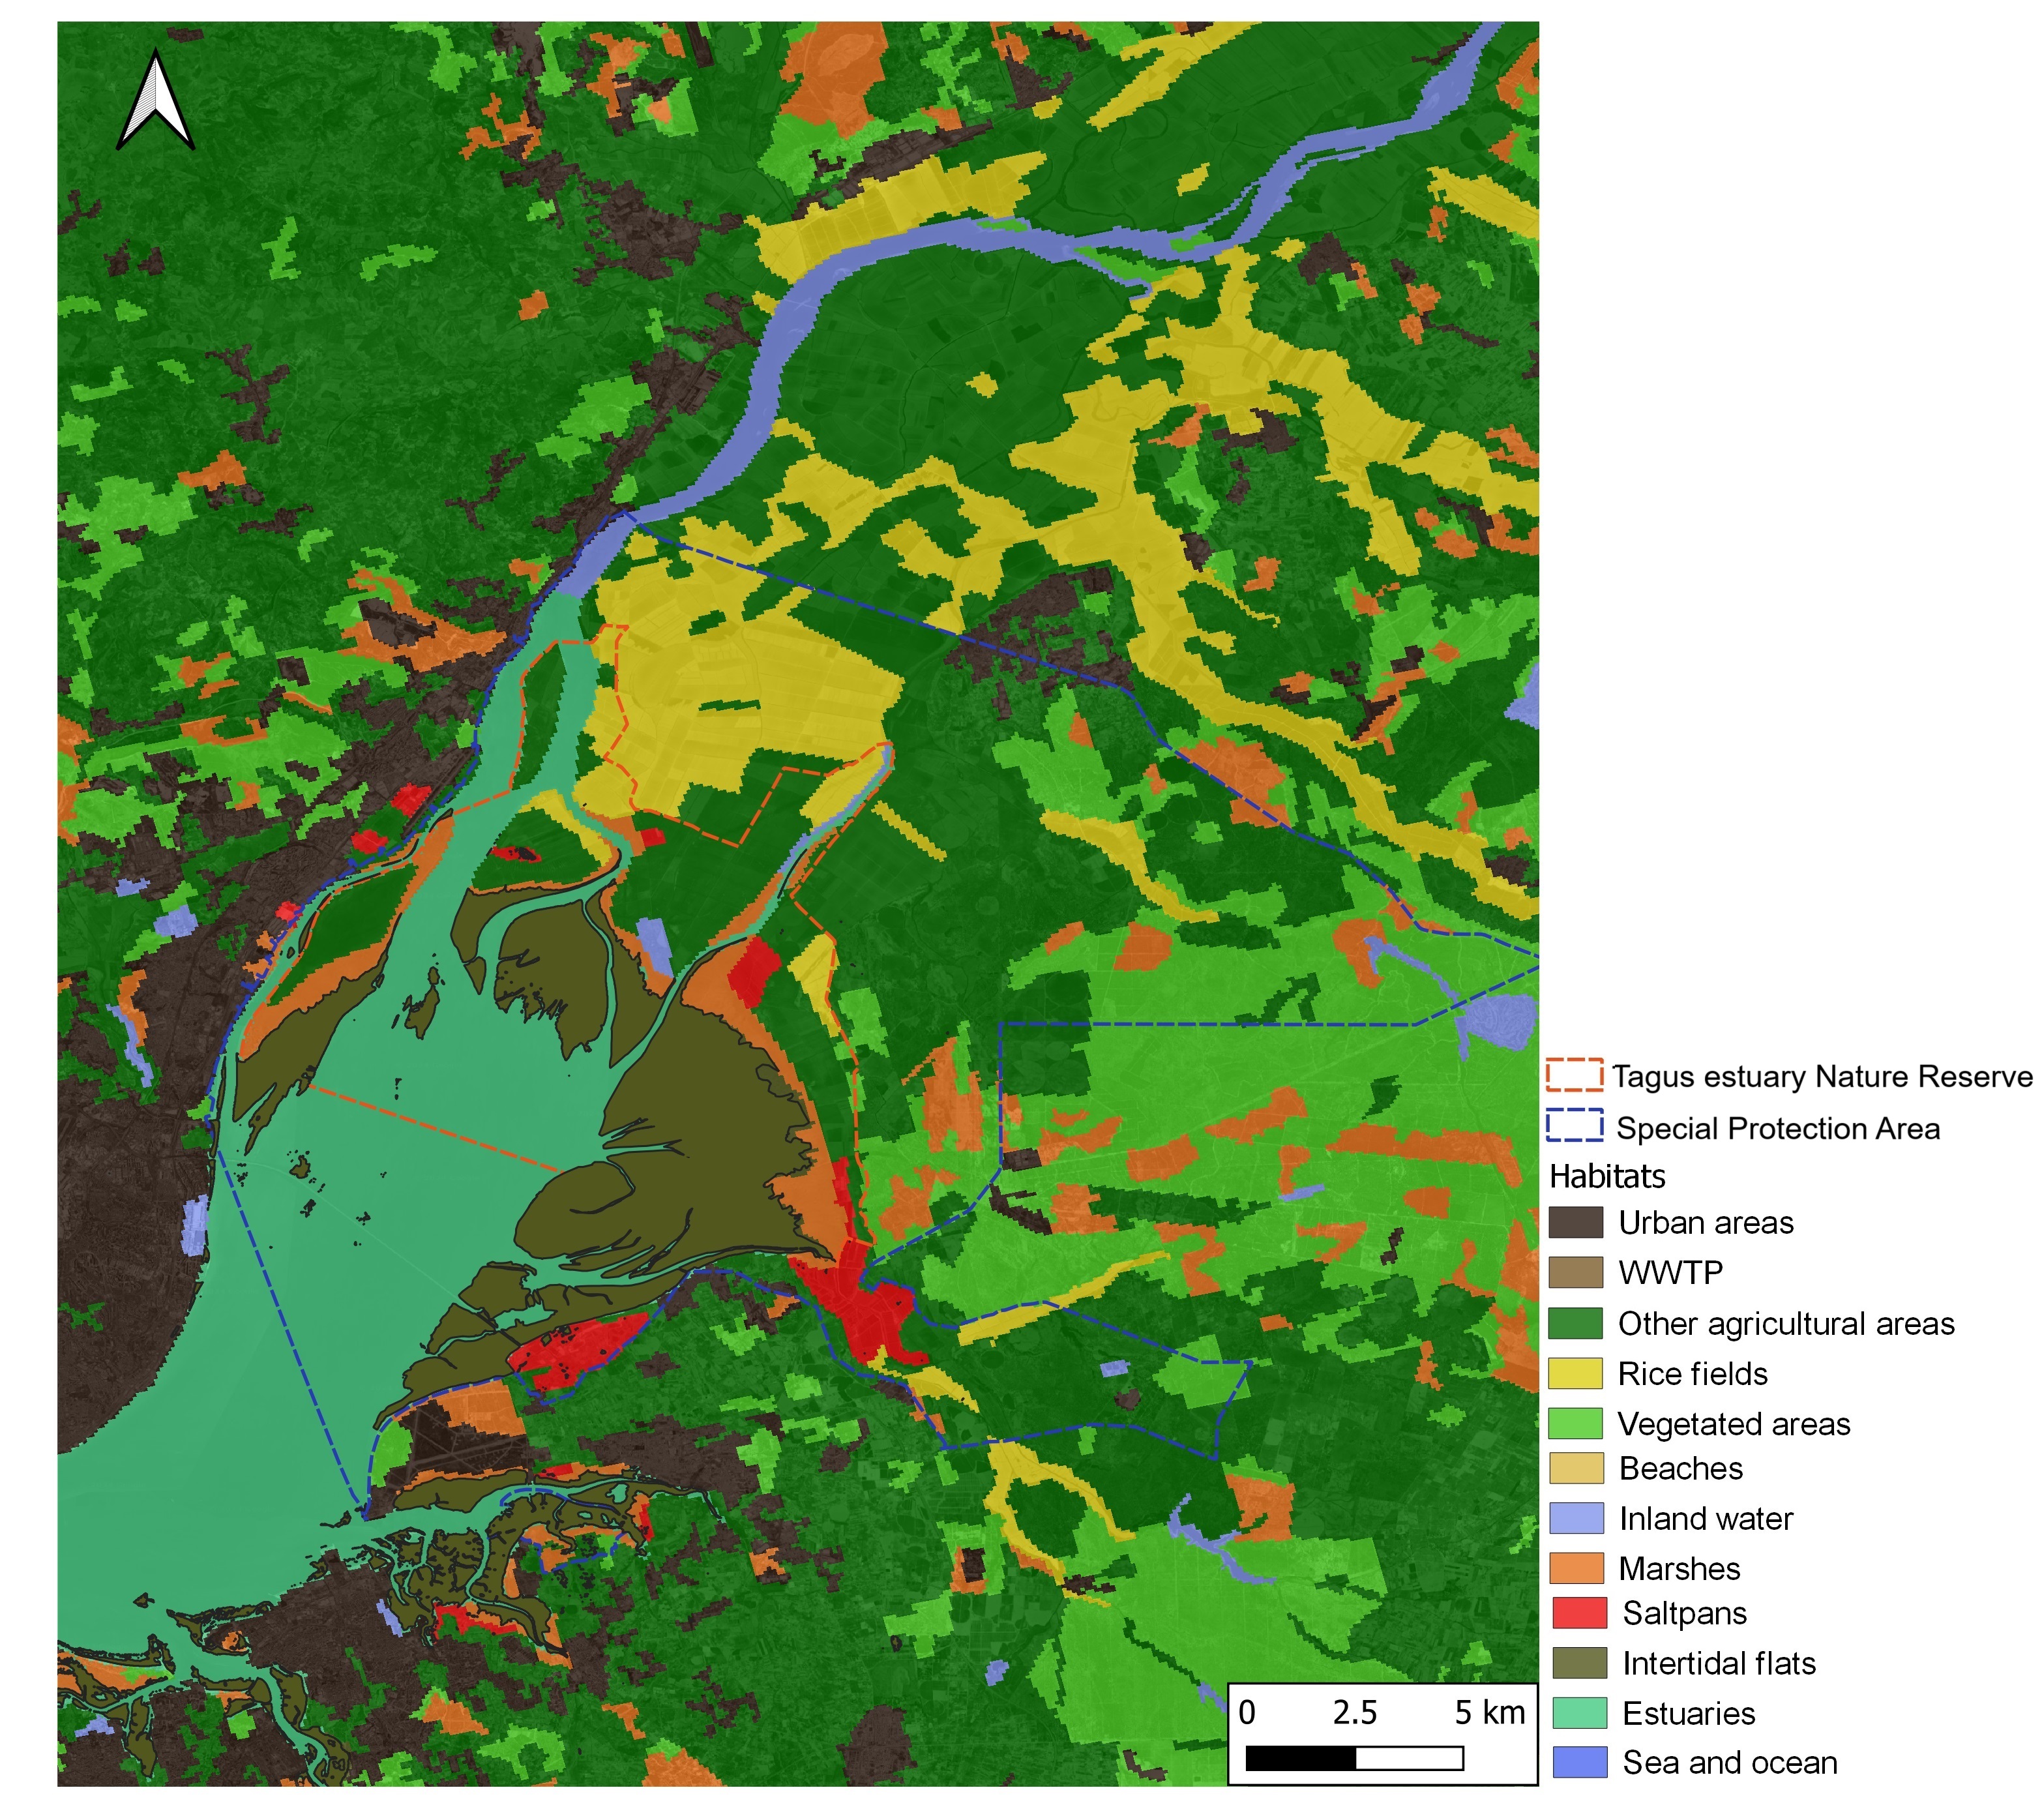 Tagus estuary Nature Reserve
Special Protection Area
Habitats
Urban areas
WWTP
Other agricultural areas
Rice fields
Vegetated areas
Beaches
Inland water
Marshes
Saltpans
Intertidal flats
Estuaries
Sea and ocean
0 2.5 5 km